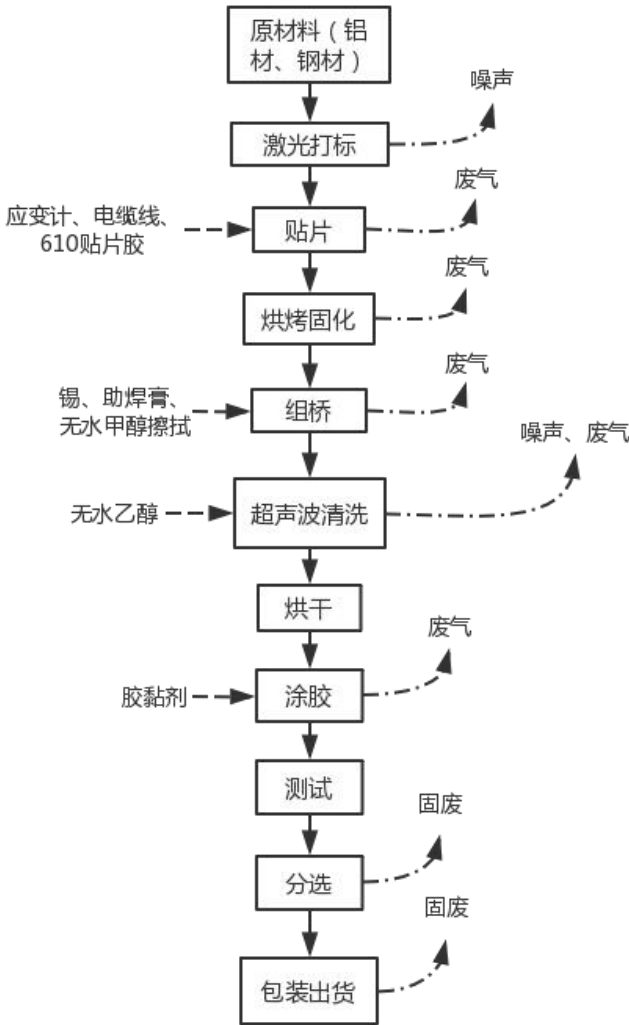 原材料（铝
材、钢材）
噪声
激光打标
废气
应变计、电缆线、
610贴片胶
贴片
废气
烘烤固化
废气
锡、助焊膏、
无水甲醇擦拭
组桥
噪声、废气
无水乙醇
超声波清洗
烘干
废气
胶黏剂
涂胶
测试
固废
分选
固废
包装出货